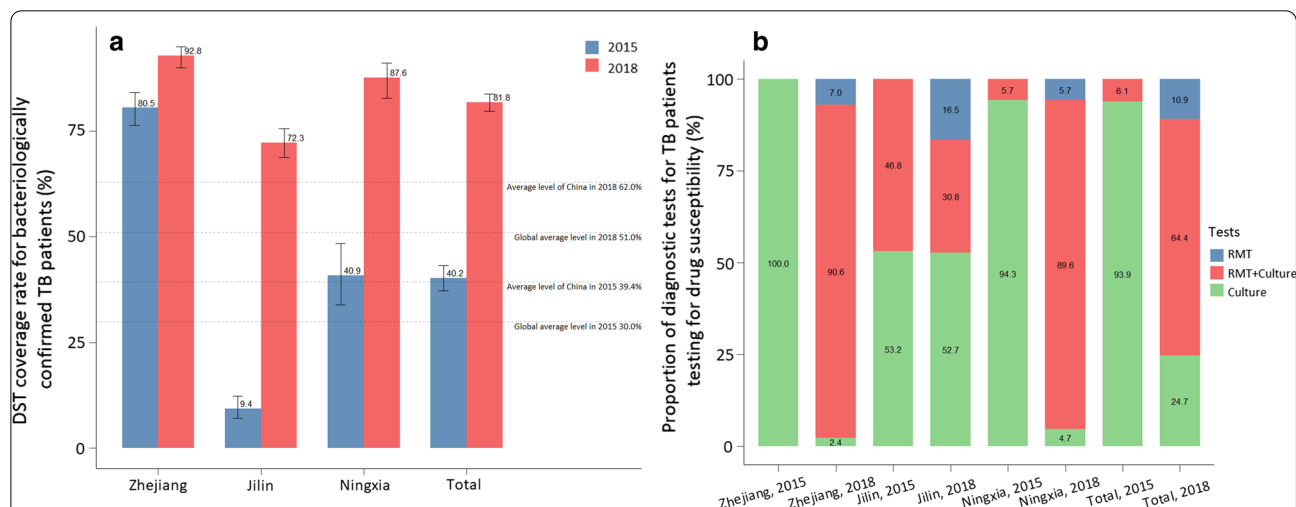 a
DST coverage rate for bacteriologically
confirmed TB patients (%)
75
50
25
0
2015
2018
80.5
92.8
9.4
72.3
40.9
87.6
40.2
81.8
Average level of China in 2018 62.0%
Global average level in 2018 51.0%
Average level of China in 2015 39.4%
Global average level in 2015 30.0%
Zhejiang
Jilin
Ningxia
Total
b
Proportion of diagnostic tests for TB patients
testing for drug susceptibility (%)
100
75
50
25
0
100.0
7.0
90.6
2.4
46.8
53.2
16.5
30.8
52.7
5.7
94.3
5.7
89.6
4.7
6.1
93.9
10.9
64.4
24.7
Tests
RMT
RMT+Culture
Culture
Zhejiang, 2015
Zhejiang, 2018
Jilin, 2015
Jilin, 2018
Ningxia, 2015
Ningxia, 2018
Total, 2015
Total, 2018